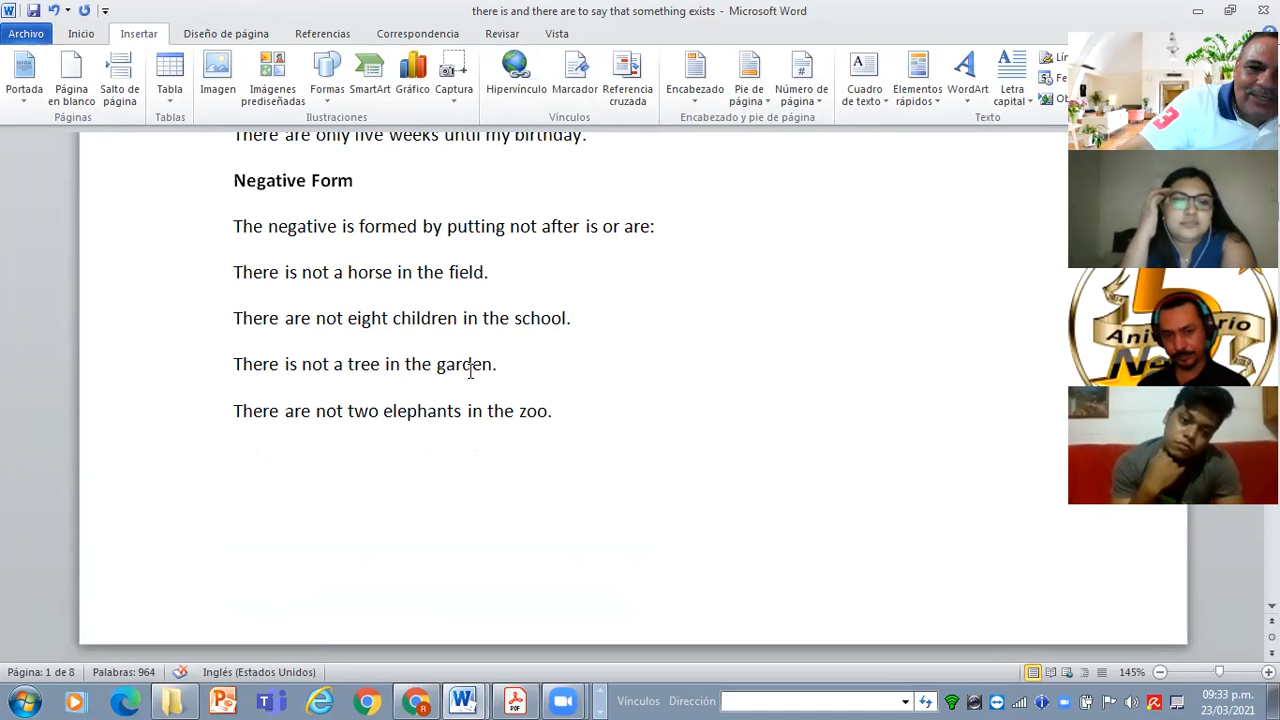 there is and there are to say that something exists - Microsoft Word
Archivo Inicio Insertar Diseño de página Referencias Correspondencia Revisar Vista
Portada Página en blanco Salto de página Tabla Imagen Imágenes prediseñadas Formas SmartArt Gráfico Captura Hipervínculo Marcador Referencia cruzada Encabezado Pie de página Número de página Cuadro de texto Elementos rápidos WordArt Letra capital
Páginas Tablas Ilustraciones Vínculos Encabezado y pie de página Texto
There are only five weeks until my birthday.
Negative Form
The negative is formed by putting not after is or are:
There is not a horse in the field.
There are not eight children in the school.
There is not a tree in the garden.
There are not two elephants in the zoo.
Página: 1 de 8 Palabras: 964 Inglés (Estados Unidos) 145%
Vínculos Dirección
09:33 p.m.
23/03/2021